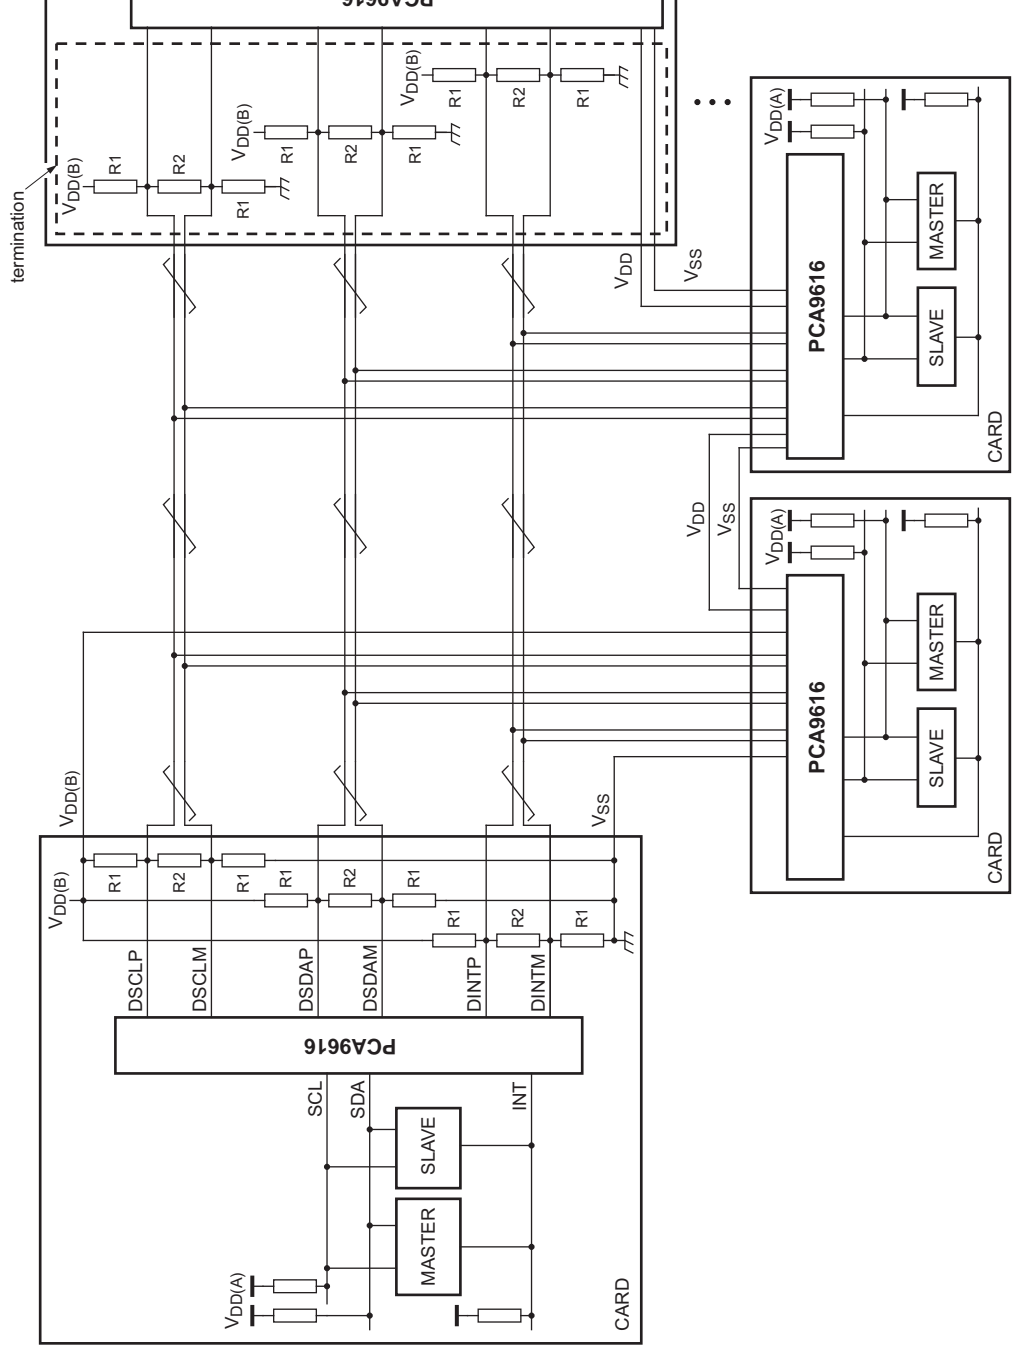 PCA9616
termination
VDD(B)
R1
R2
R1
VDD(B)
R1
R2
R1
VDD(B)
R1
R2
R1
VDD
VSS
VDD(A)
PCA9616
MASTER
SLAVE
CARD
VDD
VSS
VDD(A)
PCA9616
MASTER
SLAVE
CARD
VDD(B)
VSS
VDD(B)
R1
R2
R1
R1
R2
R1
R1
R2
R1
DSCLP
DSCLM
DSDAP
DSDAM
DINTP
DINTM
PCA9616
SCL
SDA
INT
SLAVE
MASTER
VDD(A)
CARD